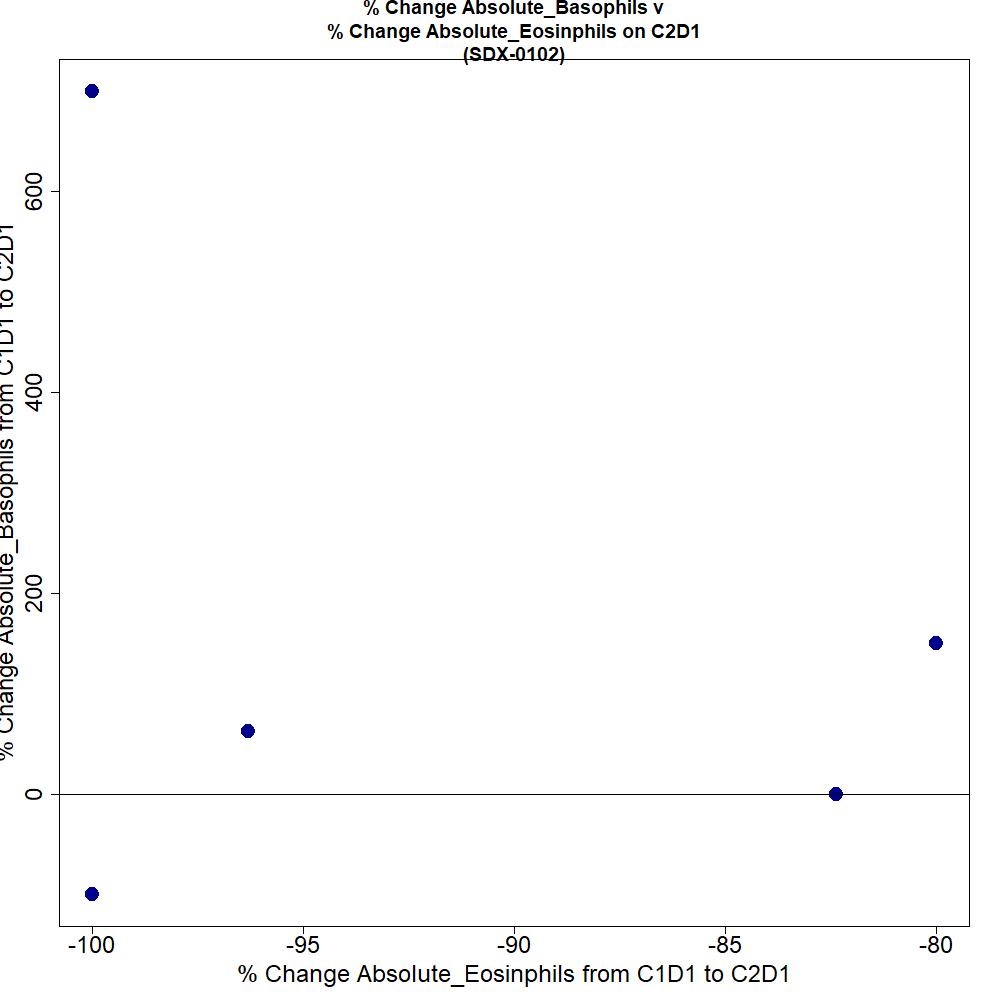 % Change Absolute_Basophils v
% Change Absolute_Eosinphils on C2D1
(SDX-0102)
% Change Absolute_Basophils from C1D1 to C2D1
600
400
200
0
-100
-95
-90
-85
-80
% Change Absolute_Eosinphils from C1D1 to C2D1